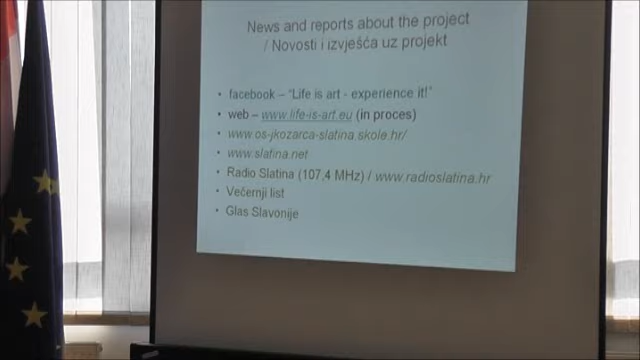 News and reports about the project
/ Novosti i izvješća uz projekt
• facebook – "Life is art - experience it!"
• web – www.life-is-art.eu (in proces)
• www.os-jkozarca-slatina.skole.hr/
• www.slatina.net
• Radio Slatina (107,4 MHz) / www.radioslatina.hr
• Večernji list
• Glas Slavonije